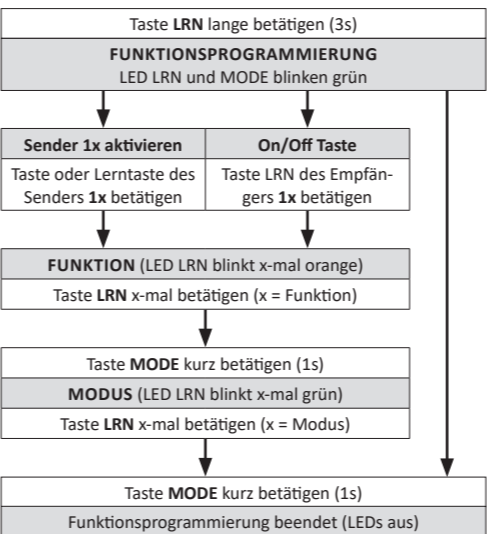 Taste LRN lange betätigen (3s)
FUNKTIONSPROGRAMMIERUNG
LED LRN und MODE blinken grün
Sender 1x aktivieren
Taste oder Lerntaste des
Senders 1x betätigen
On/Off Taste
Taste LRN des Empfän-
gers 1x betätigen
FUNKTION (LED LRN blinkt x-mal orange)
Taste LRN x-mal betätigen (x = Funktion)
Taste MODE kurz betätigen (1s)
MODUS (LED LRN blinkt x-mal grün)
Taste LRN x-mal betätigen (x = Modus)
Taste MODE kurz betätigen (1s)
Funktionsprogrammierung beendet (LEDs aus)